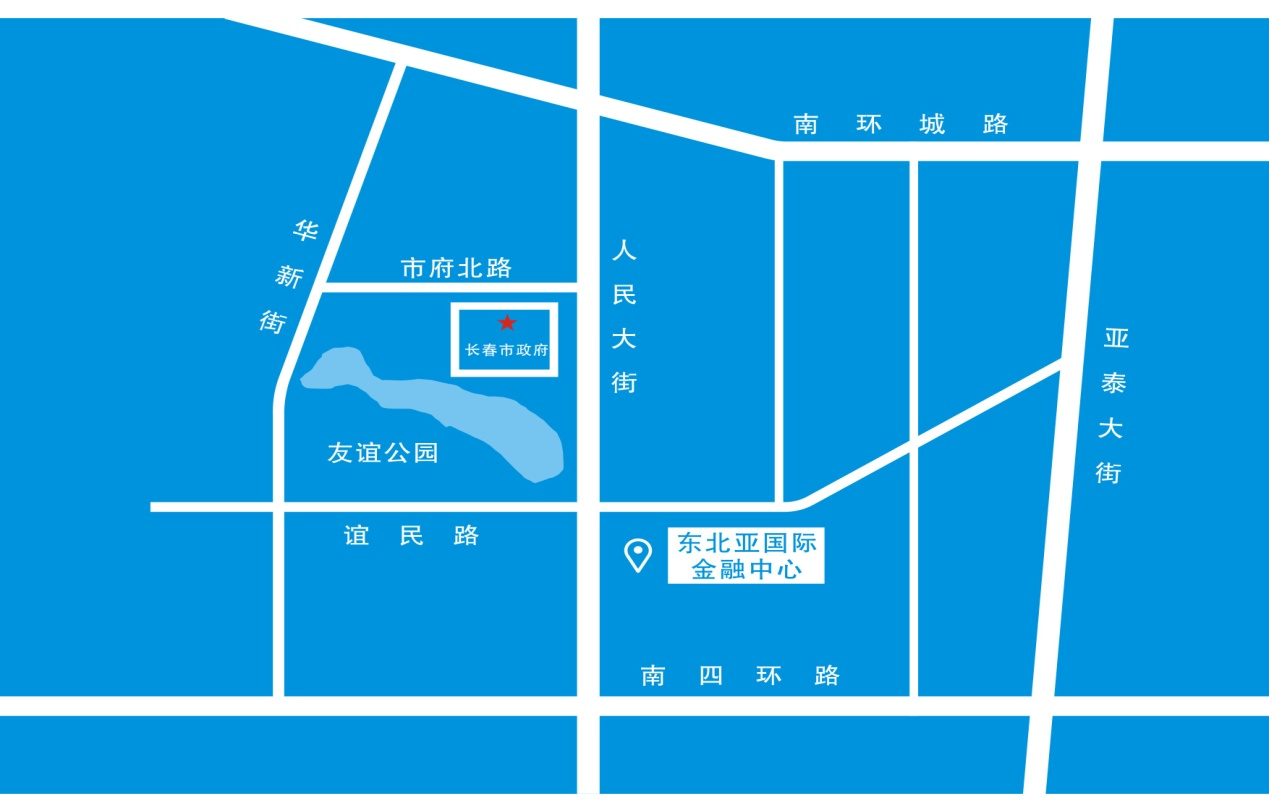 南环城路
华新街
市府北路
人民大街
长春市政府
亚泰大街
友谊公园
谊民路
东北亚国际
金融中心
南四环路